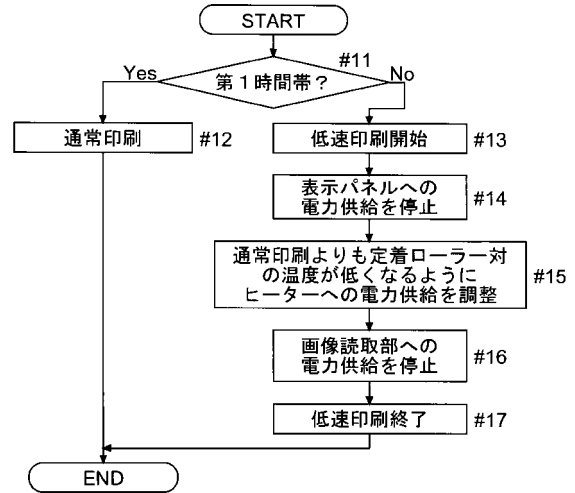 START
#11
第１時間帯？
Yes
No
通常印刷
#12
低速印刷開始
#13
表示パネルへの
電力供給を停止
#14
通常印刷よりも定着ローラー対
の温度が低くなるように
ヒーターへの電力供給を調整
#15
画像読取部への
電力供給を停止
#16
低速印刷終了
#17
END